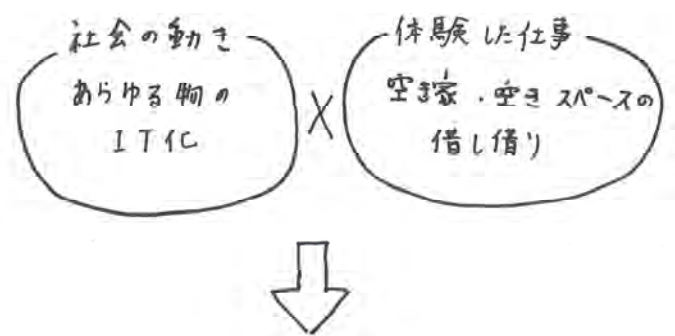 社会の動き
あらゆる物の
IT化
X
体験した仕事
空き家・空きスペースの
借し借り